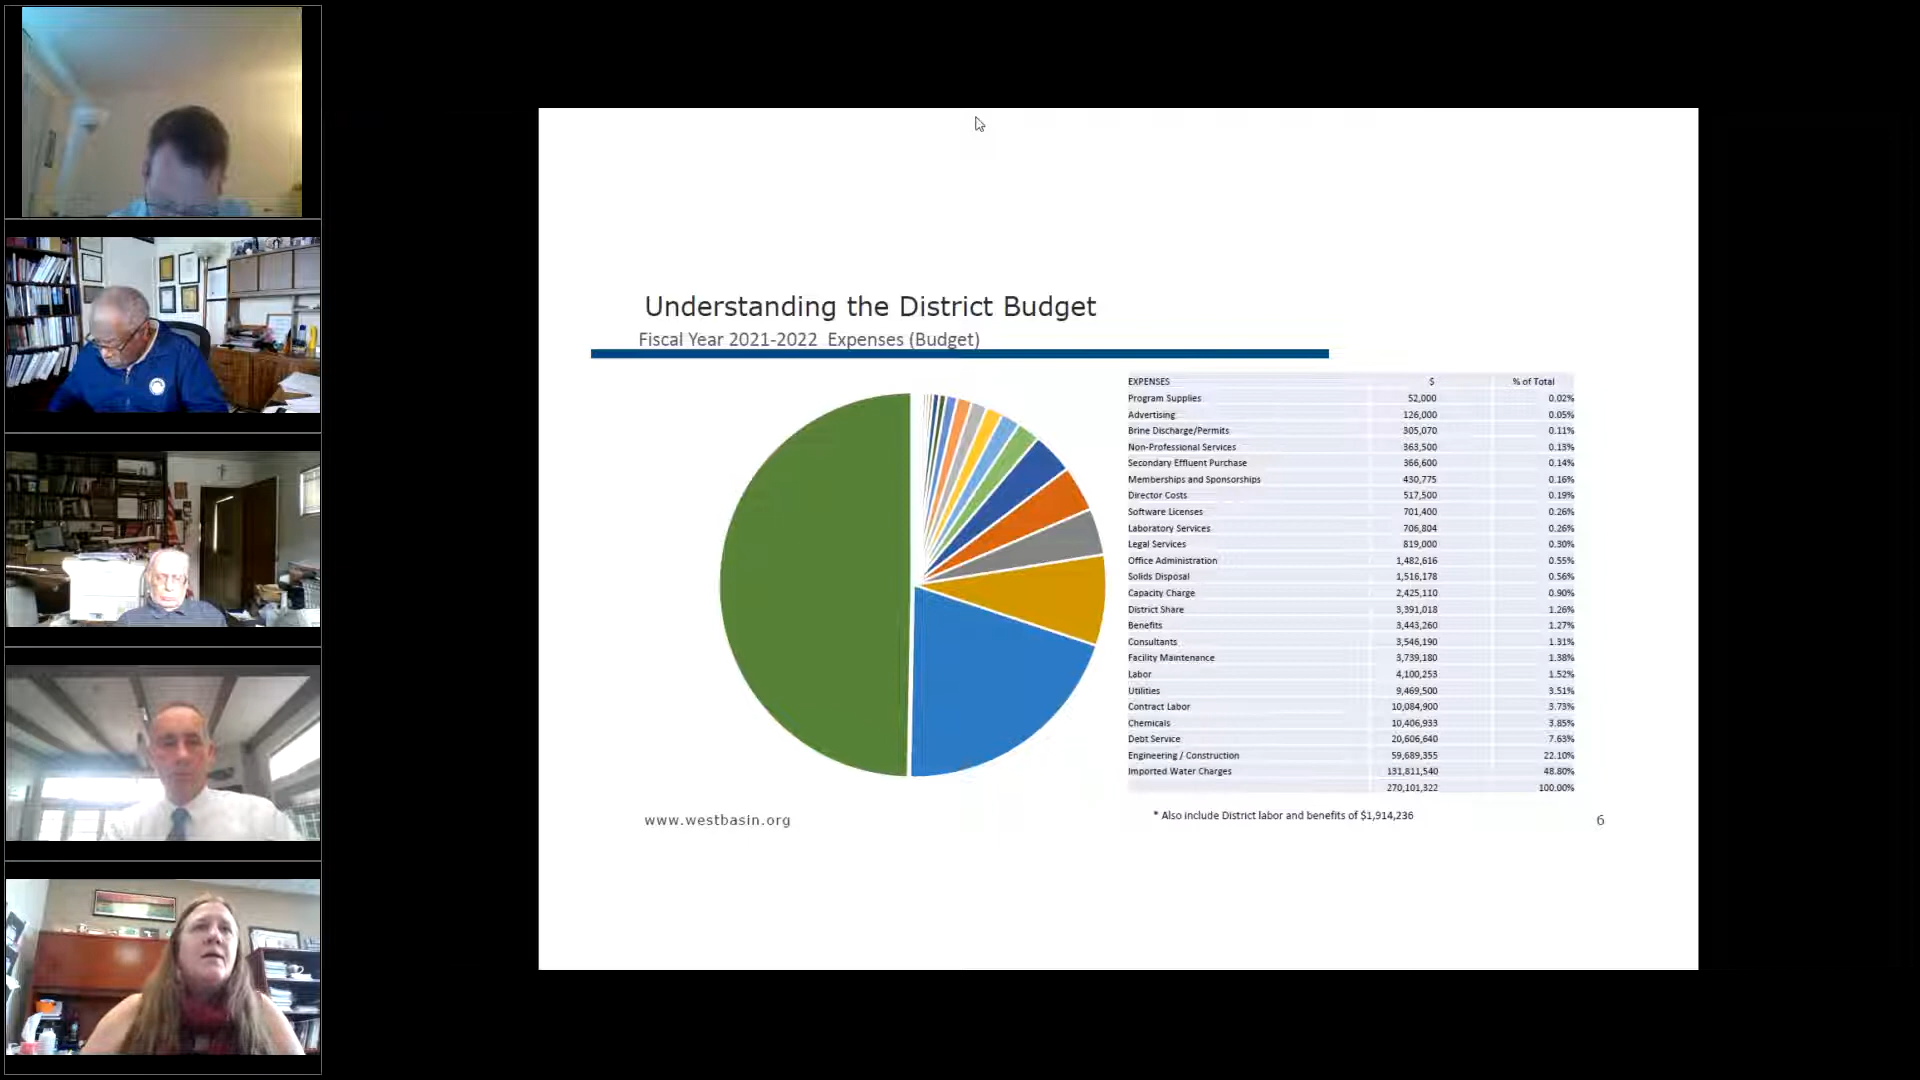 Understanding the District Budget
Fiscal Year 2021-2022 Expenses (Budget)
EXPENSES $ % of Total
Program Supplies 52,000 0.02%
Advertising 126,000 0.05%
Brine Discharge/Permits 305,070 0.11%
Non-Professional Services 363,500 0.13%
Secondary Effluent Purchase 366,600 0.14%
Memberships and Sponsorships 430,775 0.16%
Director Costs 517,500 0.19%
Software Licenses 701,400 0.26%
Laboratory Services 706,804 0.26%
Legal Services 819,000 0.30%
Office Administration 1,482,616 0.55%
Solids Disposal 1,516,178 0.56%
Capacity Charge 2,425,110 0.90%
District Share 3,391,018 1.26%
Benefits 3,443,260 1.27%
Consultants 3,546,190 1.31%
Facility Maintenance 3,739,180 1.38%
Labor 4,100,253 1.52%
Utilities 9,469,500 3.51%
Contract Labor 10,084,900 3.73%
Chemicals 10,406,933 3.85%
Debt Service 20,606,640 7.63%
Engineering / Construction 59,689,355 22.10%
Imported Water Charges 131,811,540 48.80%
270,101,322 100.00%
* Also include District labor and benefits of $1,914,236
www.westbasin.org
6